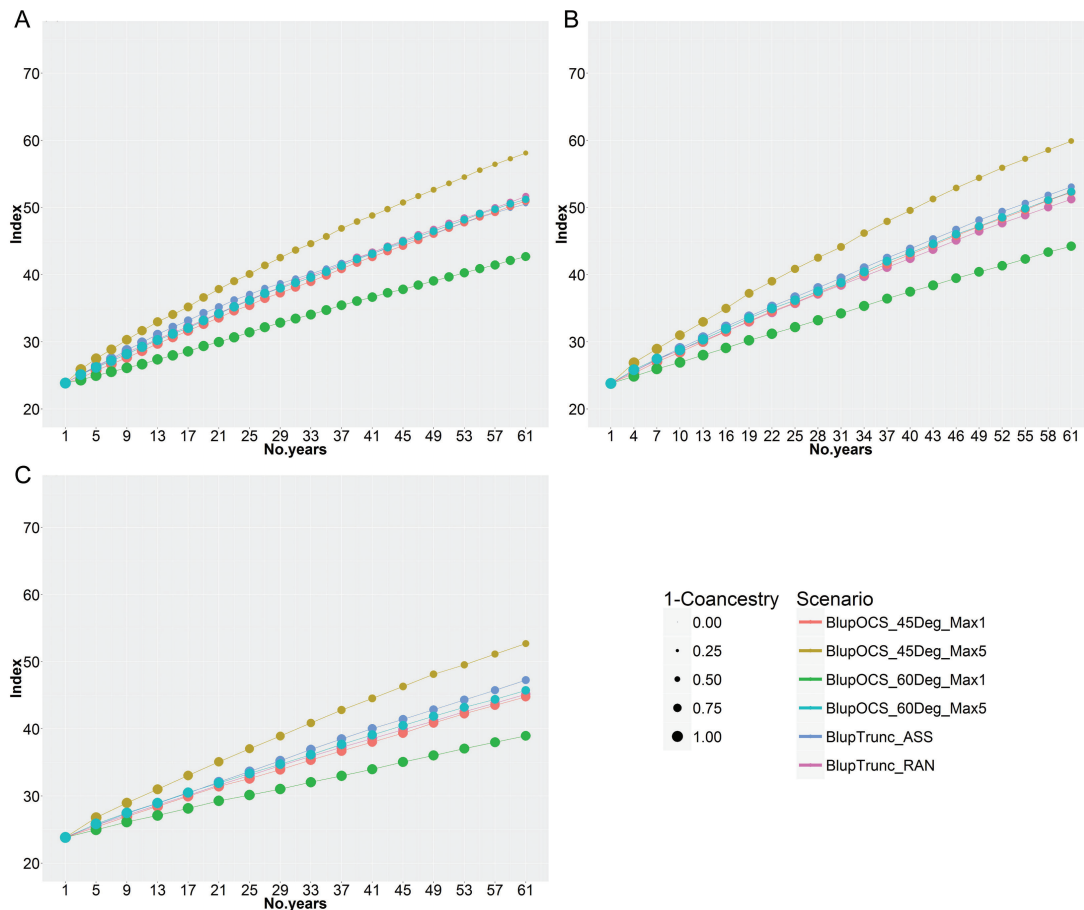 A
70
60
50
40
30
20
Index
1 5 9 13 17 21 25 29 33 37 41 45 49 53 57 61
No.years
B
70
60
50
40
30
20
Index
1 4 7 10 13 16 19 22 25 28 31 34 37 40 43 46 49 52 55 58 61
No.years
C
70
60
50
40
30
20
Index
1 5 9 13 17 21 25 29 33 37 41 45 49 53 57 61
No.years
1-Coancestry
0.00
0.25
0.50
0.75
1.00
Scenario
BlupOCS_45Deg_Max1
BlupOCS_45Deg_Max5
BlupOCS_60Deg_Max1
BlupOCS_60Deg_Max5
BlupTrunc_ASS
BlupTrunc_RAN